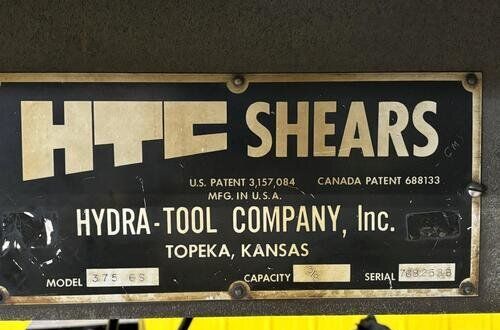 HTC SHEARS
U.S. PATENT 3,157,084 CANADA PATENT 688133
MFG. IN U.S.A.
HYDRA-TOOL COMPANY, Inc.
TOPEKA, KANSAS
MODEL 375 6S CAPACITY SERIAL